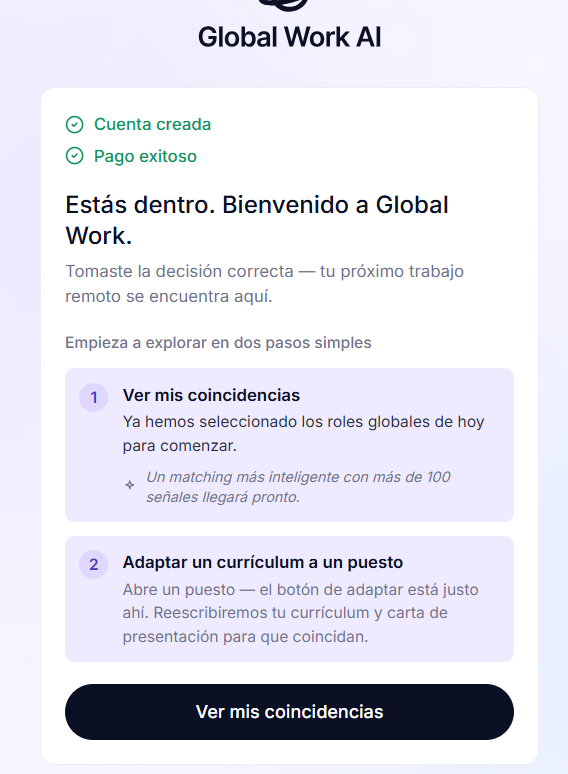 Global Work AI
Cuenta creada
Pago exitoso
Estás dentro. Bienvenido a Global
Work.
Tomaste la decisión correcta — tu próximo trabajo
remoto se encuentra aquí.
Empieza a explorar en dos pasos simples
1
Ver mis coincidencias
Ya hemos seleccionado los roles globales de hoy
para comenzar.
Un matching más inteligente con más de 100
señales llegará pronto.
2
Adaptar un currículum a un puesto
Abre un puesto — el botón de adaptar está justo
ahí. Reescribiremos tu currículum y carta de
presentación para que coincidan.
Ver mis coincidencias